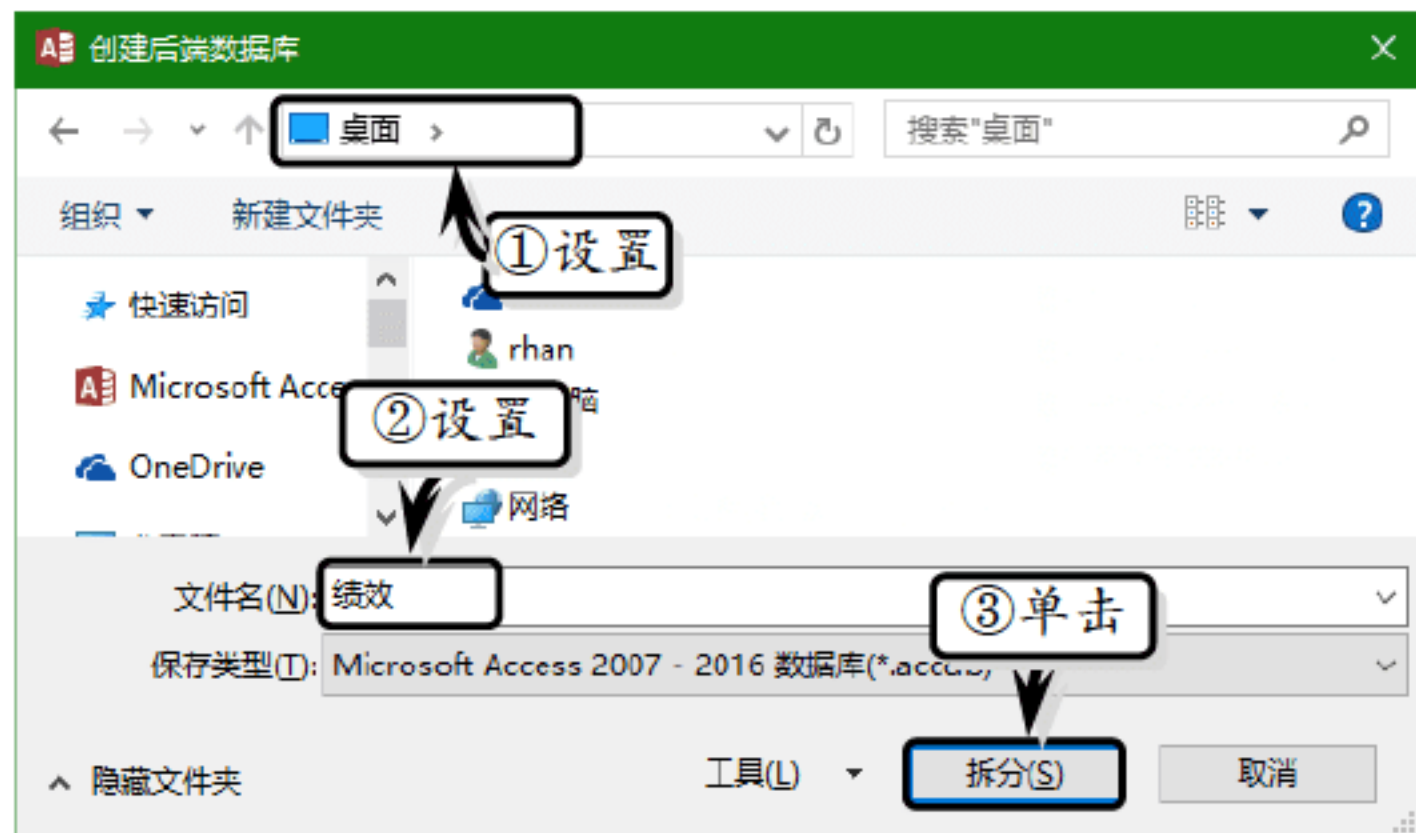 创建后端数据库
桌面
搜索"桌面"
组织
新建文件夹
①设置
快速访问
rhan
Microsoft Acce
脑
②设置
OneDrive
网络
文件名(N): 绩效
③单击
保存类型(T): Microsoft Access 2007 - 2016 数据库(*.accdb)
隐藏文件夹
工具(L)
拆分(S)
取消